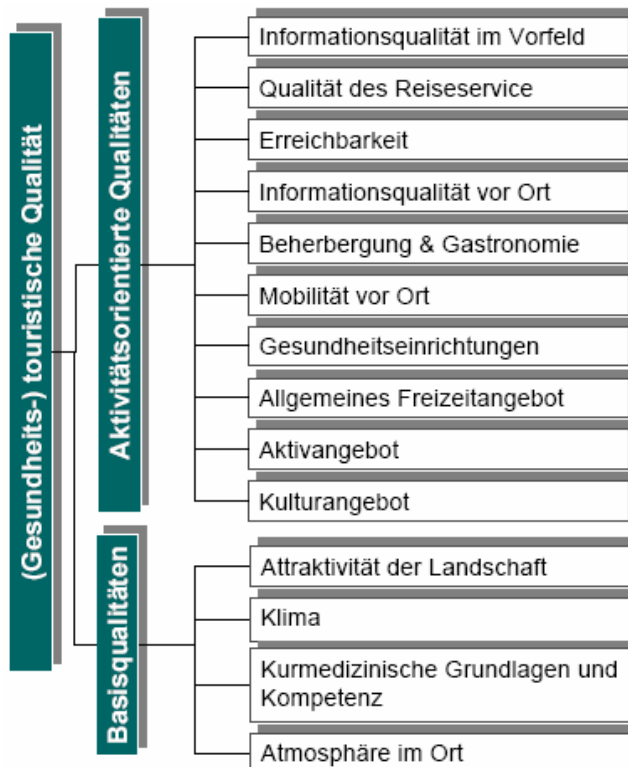 (Gesundheits-) touristische Qualität
Aktivitätsorientierte Qualitäten
Informationsqualität im Vorfeld
Qualität des Reiseservice
Erreichbarkeit
Informationsqualität vor Ort
Beherbergung & Gastronomie
Mobilität vor Ort
Gesundheitseinrichtungen
Allgemeines Freizeitangebot
Aktivangebot
Kulturangebot
Basisqualitäten
Attraktivität der Landschaft
Klima
Kurmedizinische Grundlagen und
Kompetenz
Atmosphäre im Ort